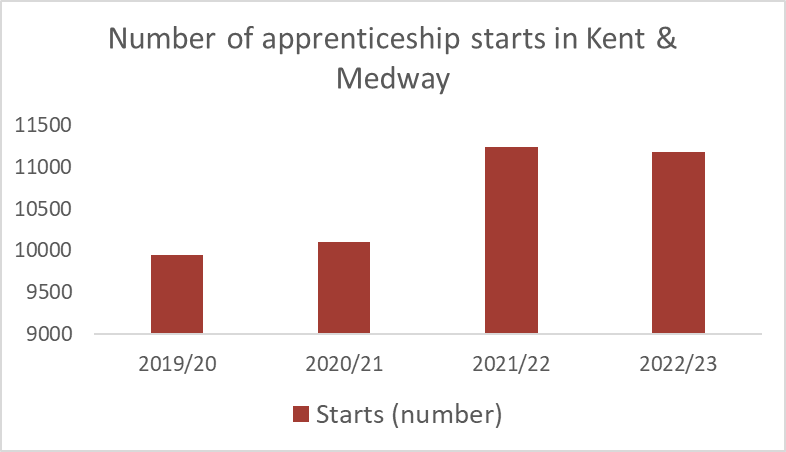 Number of apprenticeship starts in Kent &
Medway
11500
11000
10500
10000
9500
9000
2019/20 2020/21 2021/22 2022/23
Starts (number)